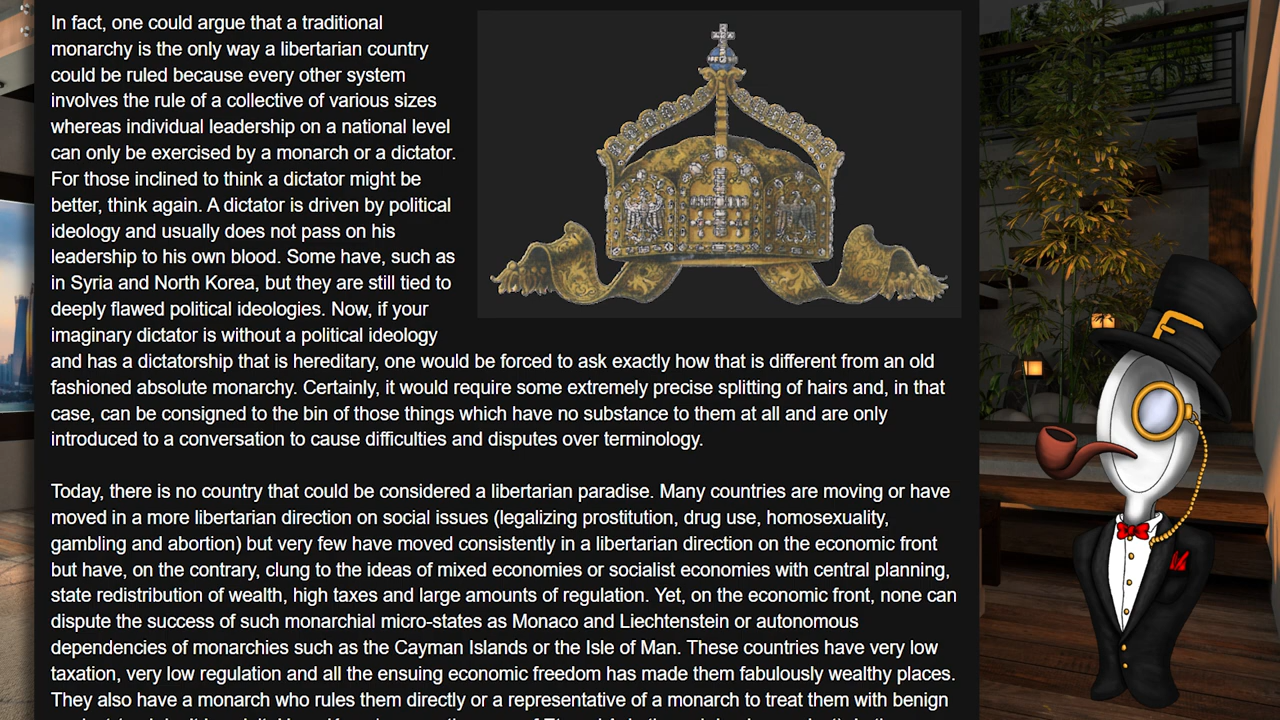 In fact, one could argue that a traditional
monarchy is the only way a libertarian country
could be ruled because every other system
involves the rule of a collective of various sizes
whereas individual leadership on a national level
can only be exercised by a monarch or a dictator.
For those inclined to think a dictator might be
better, think again. A dictator is driven by political
ideology and usually does not pass on his
leadership to his own blood. Some have, such as
in Syria and North Korea, but they are still tied to
deeply flawed political ideologies. Now, if your
imaginary dictator is without a political ideology
and has a dictatorship that is hereditary, one would be forced to ask exactly how that is different from an old
fashioned absolute monarchy. Certainly, it would require some extremely precise splitting of hairs and, in that
case, can be consigned to the bin of those things which have no substance to them at all and are only
introduced to a conversation to cause difficulties and disputes over terminology.
Today, there is no country that could be considered a libertarian paradise. Many countries are moving or have
moved in a more libertarian direction on social issues (legalizing prostitution, drug use, homosexuality,
gambling and abortion) but very few have moved consistently in a libertarian direction on the economic front
but have, on the contrary, clung to the ideas of mixed economies or socialist economies with central planning,
state redistribution of wealth, high taxes and large amounts of regulation. Yet, on the economic front, none can
dispute the success of such monarchial micro-states as Monaco and Liechtenstein or autonomous
dependencies of monarchies such as the Cayman Islands or the Isle of Man. These countries have very low
taxation, very low regulation and all the ensuing economic freedom has made them fabulously wealthy places.
They also have a monarch who rules them directly or a representative of a monarch to treat them with benign
F